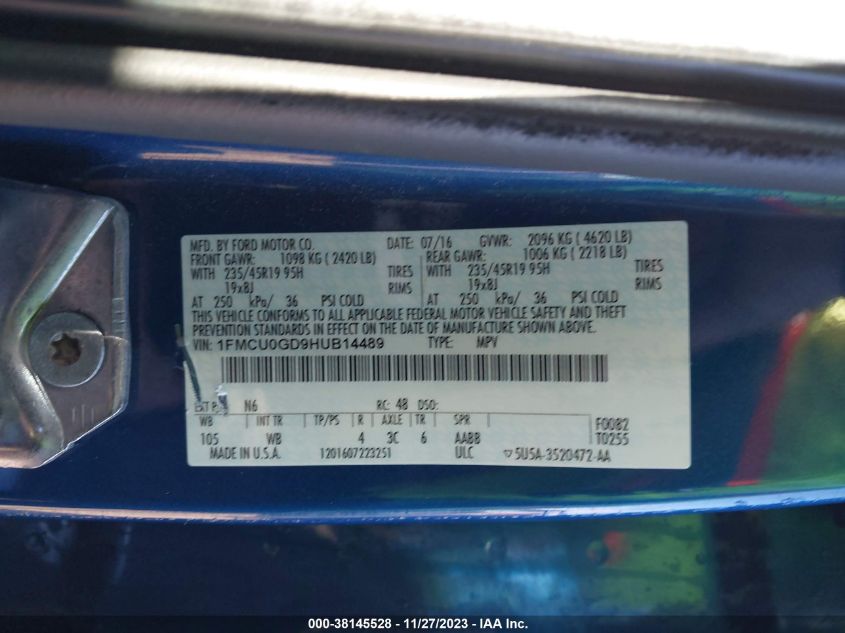 MFD. BY FORD MOTOR CO. DATE: 07/16 GVWR: 2096 KG ( 4620 LB)
FRONT GAWR: 1098 KG ( 2420 LB) REAR GAWR: 1006 KG ( 2218 LB)
WITH 235/45R19 95H TIRES WITH 235/45R19 95H TIRES
19x8J RIMS 19x8J RIMS
AT 250 kPa/ 36 PSI COLD AT 250 kPa/ 36 PSI COLD
THIS VEHICLE CONFORMS TO ALL APPLICABLE FEDERAL MOTOR VEHICLE SAFETY AND THEFT
PREVENTION STANDARDS IN EFFECT ON THE DATE OF MANUFACTURE SHOWN ABOVE.
VIN: 1FMCU0GD9HUB14489 TYPE: MPV
EXT N6 RC: 48 DSO:
WB INT TR TP/PS R AXLE TR SPR F0082
105 WB 4 3C 6 AABB T0255
MADE IN U.S.A. 1201607223251 ULC ▽5U5A-3520472-AA
000-38145528 - 11/27/2023 - IAA Inc.